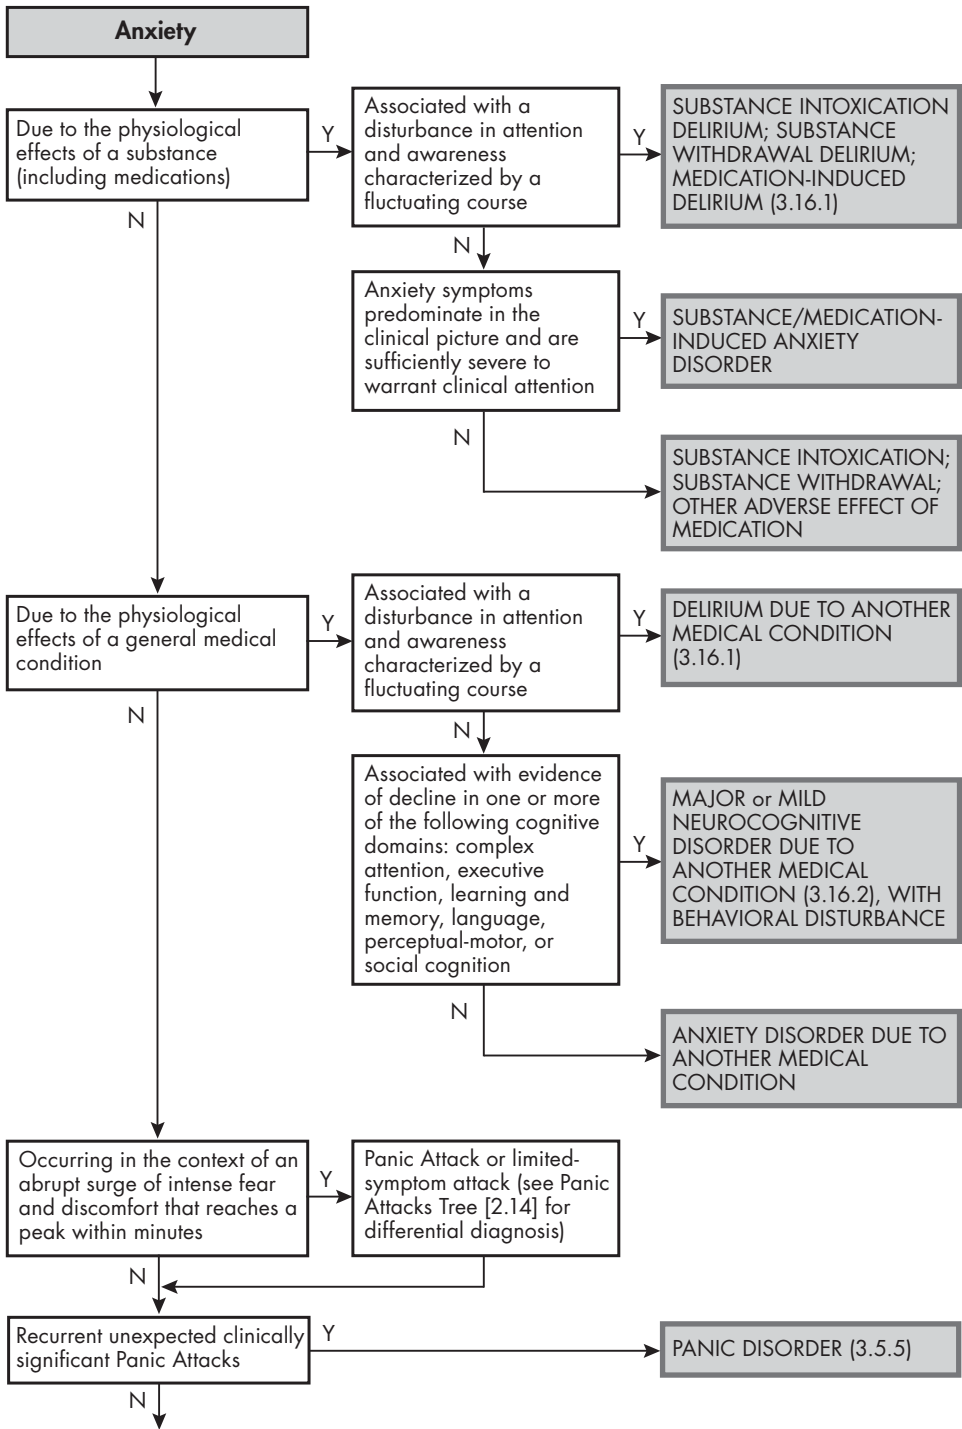 Anxiety
Due to the physiological
effects of a substance
(including medications)
Y
N
Associated with a
disturbance in attention
and awareness
characterized by a
fluctuating course
Y
N
SUBSTANCE INTOXICATION
DELIRIUM; SUBSTANCE
WITHDRAWAL DELIRIUM;
MEDICATION-INDUCED
DELIRIUM (3.16.1)
Anxiety symptoms
predominate in the
clinical picture and are
sufficiently severe to
warrant clinical attention
Y
N
SUBSTANCE/MEDICATION-
INDUCED ANXIETY
DISORDER
SUBSTANCE INTOXICATION;
SUBSTANCE WITHDRAWAL;
OTHER ADVERSE EFFECT OF
MEDICATION
Due to the physiological
effects of a general medical
condition
Y
N
Associated with a
disturbance in attention
and awareness
characterized by a
fluctuating course
Y
N
DELIRIUM DUE TO ANOTHER
MEDICAL CONDITION
(3.16.1)
Associated with evidence
of decline in one or more
of the following cognitive
domains: complex
attention, executive
function, learning and
memory, language,
perceptual-motor, or
social cognition
Y
N
MAJOR or MILD
NEUROCOGNITIVE
DISORDER DUE TO
ANOTHER MEDICAL
CONDITION (3.16.2), WITH
BEHAVIORAL DISTURBANCE
ANXIETY DISORDER DUE TO
ANOTHER MEDICAL
CONDITION
Occurring in the context of an
abrupt surge of intense fear
and discomfort that reaches a
peak within minutes
Y
N
Panic Attack or limited-
symptom attack (see Panic
Attacks Tree [2.14] for
differential diagnosis)
Recurrent unexpected clinically
significant Panic Attacks
Y
N
PANIC DISORDER (3.5.5)